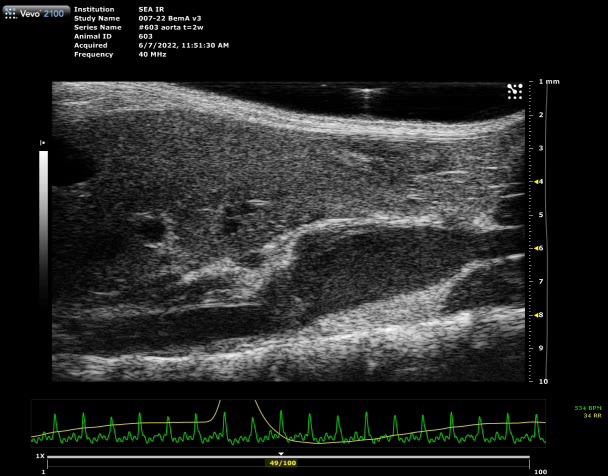 Vevo 2100
Institution SEA IR
Study Name 007-22 BemA v3
Series Name #603 aorta t=2w
Animal ID 603
Acquired 6/7/2022, 11:51:30 AM
Frequency 40 MHz
1 mm
2
3
4
5
6
7
8
9
10
534 BPM
34 RR
1X
49/100
1
100